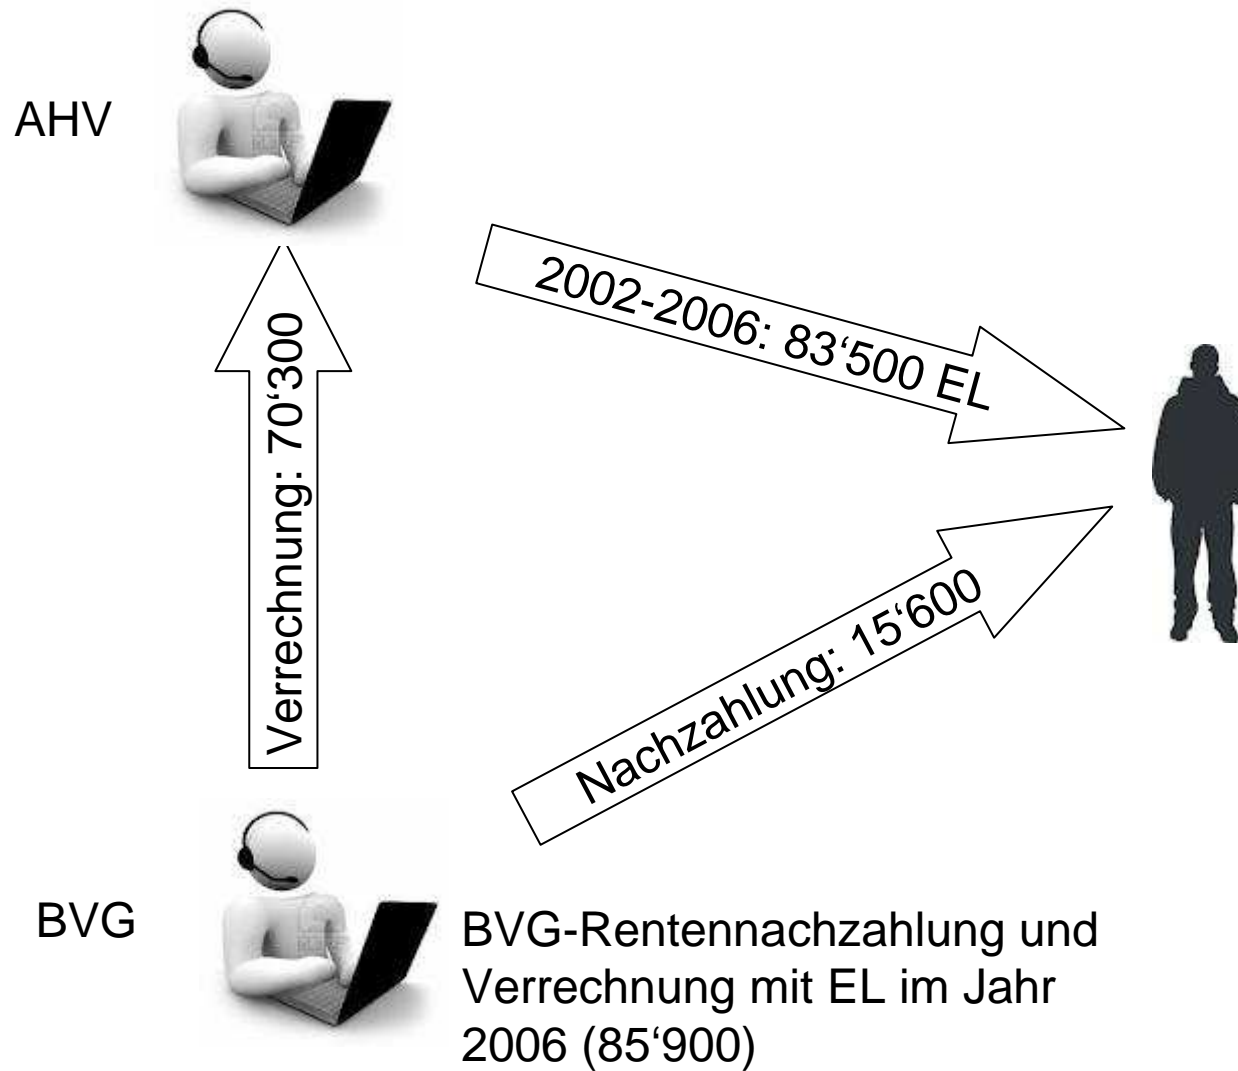 AHV
2002-2006: 83‘500 EL
Verrechnung: 70‘300
Nachzahlung: 15‘600
BVG
BVG-Rentennachzahlung und
Verrechnung mit EL im Jahr
2006 (85‘900)